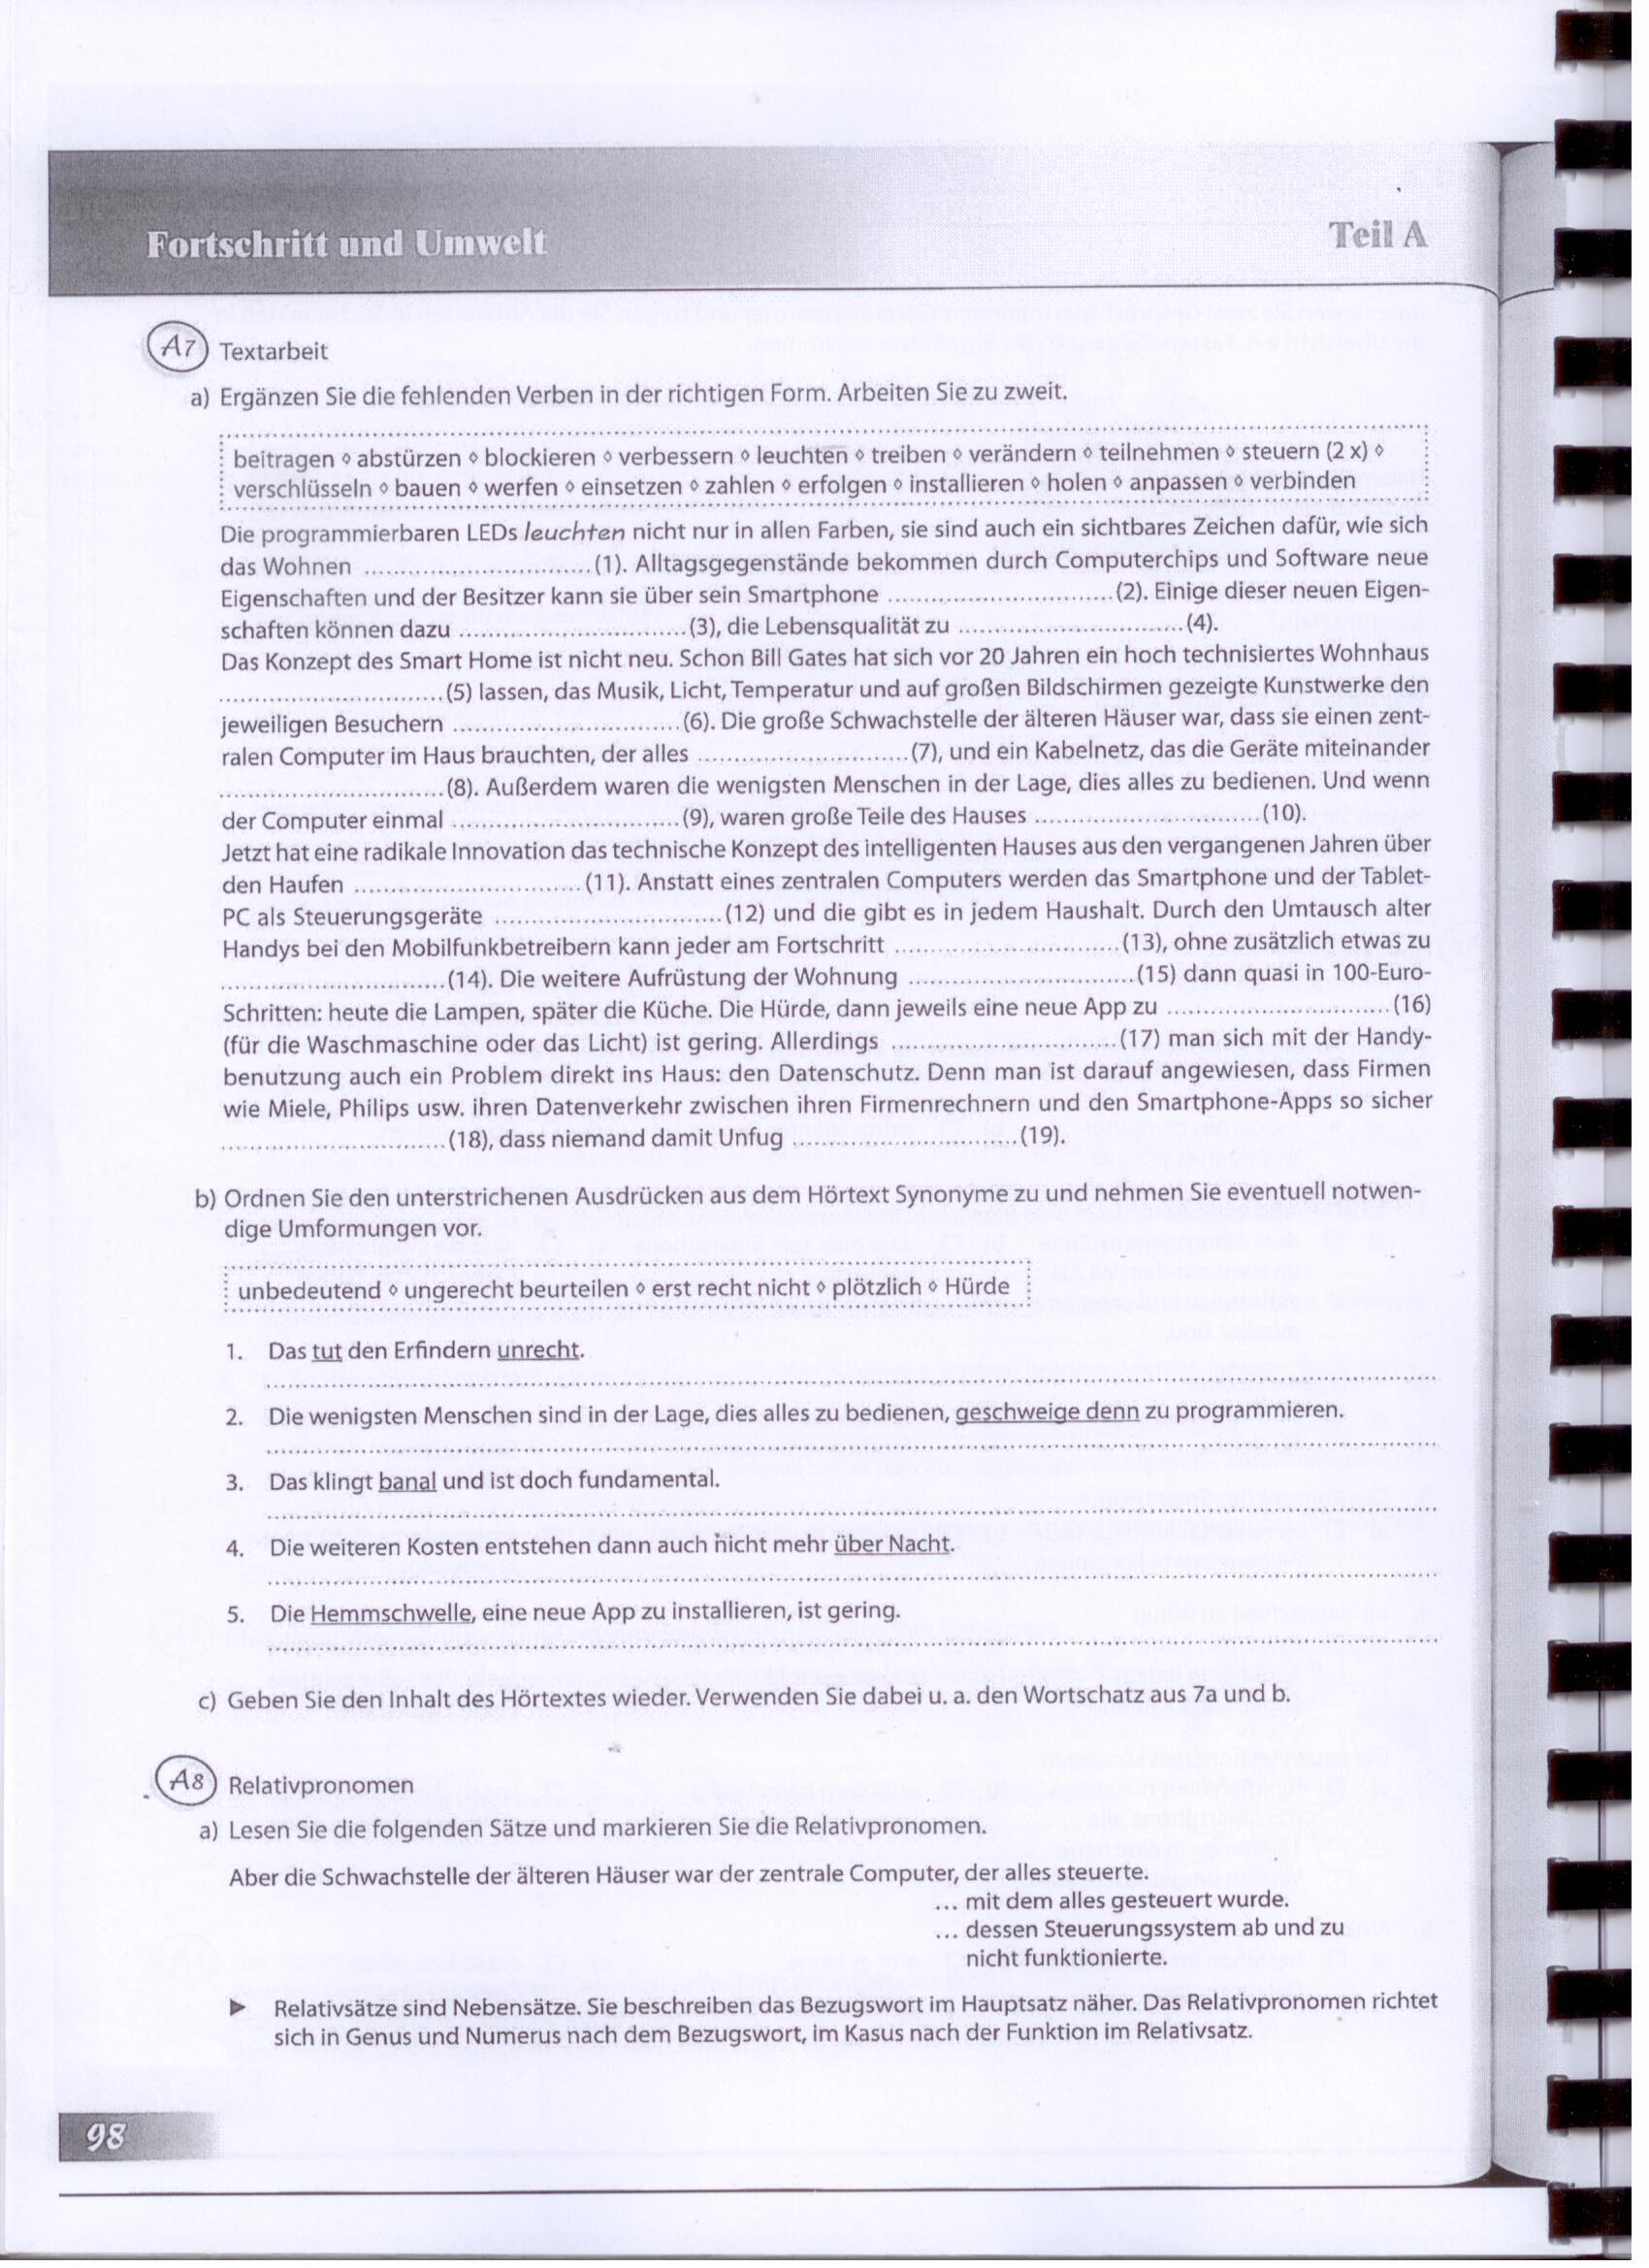 Fortschritt und Umwelt
Teil A
A7 Textarbeit
a) Ergänzen Sie die fehlenden Verben in der richtigen Form. Arbeiten Sie zu zweit.
beitragen ⋄ abstürzen ⋄ blockieren ⋄ verbessern ⋄ leuchten ⋄ treiben ⋄ verändern ⋄ teilnehmen ⋄ steuern (2 x) ⋄
verschlüsseln ⋄ bauen ⋄ werfen ⋄ einsetzen ⋄ zahlen ⋄ erfolgen ⋄ installieren ⋄ holen ⋄ anpassen ⋄ verbinden
Die programmierbaren LEDs leuchten nicht nur in allen Farben, sie sind auch ein sichtbares Zeichen dafür, wie sich
das Wohnen .............................. (1). Alltagsgegenstände bekommen durch Computerchips und Software neue
Eigenschaften und der Besitzer kann sie über sein Smartphone .............................. (2). Einige dieser neuen Eigen-
schaften können dazu .............................. (3), die Lebensqualität zu .............................. (4).
Das Konzept des Smart Home ist nicht neu. Schon Bill Gates hat sich vor 20 Jahren ein hoch technisiertes Wohnhaus
.............................. (5) lassen, das Musik, Licht, Temperatur und auf großen Bildschirmen gezeigte Kunstwerke den
jeweiligen Besuchern .............................. (6). Die große Schwachstelle der älteren Häuser war, dass sie einen zent-
ralen Computer im Haus brauchten, der alles .............................. (7), und ein Kabelnetz, das die Geräte miteinander
.............................. (8). Außerdem waren die wenigsten Menschen in der Lage, dies alles zu bedienen. Und wenn
der Computer einmal .............................. (9), waren große Teile des Hauses .............................. (10).
Jetzt hat eine radikale Innovation das technische Konzept des intelligenten Hauses aus den vergangenen Jahren über
den Haufen .............................. (11). Anstatt eines zentralen Computers werden das Smartphone und der Tablet-
PC als Steuerungsgeräte .............................. (12) und die gibt es in jedem Haushalt. Durch den Umtausch alter
Handys bei den Mobilfunkbetreibern kann jeder am Fortschritt .............................. (13), ohne zusätzlich etwas zu
.............................. (14). Die weitere Aufrüstung der Wohnung .............................. (15) dann quasi in 100-Euro-
Schritten: heute die Lampen, später die Küche. Die Hürde, dann jeweils eine neue App zu .............................. (16)
(für die Waschmaschine oder das Licht) ist gering. Allerdings .............................. (17) man sich mit der Handy-
benutzung auch ein Problem direkt ins Haus: den Datenschutz. Denn man ist darauf angewiesen, dass Firmen
wie Miele, Philips usw. ihren Datenverkehr zwischen ihren Firmenrechnern und den Smartphone-Apps so sicher
.............................. (18), dass niemand damit Unfug .............................. (19).
b) Ordnen Sie den unterstrichenen Ausdrücken aus dem Hörtext Synonyme zu und nehmen Sie eventuell notwen-
dige Umformungen vor.
unbedeutend ⋄ ungerecht beurteilen ⋄ erst recht nicht ⋄ plötzlich ⋄ Hürde
1. Das tut den Erfindern unrecht.
2. Die wenigsten Menschen sind in der Lage, dies alles zu bedienen, geschweige denn zu programmieren.
3. Das klingt banal und ist doch fundamental.
4. Die weiteren Kosten entstehen dann auch nicht mehr über Nacht.
5. Die Hemmschwelle, eine neue App zu installieren, ist gering.
c) Geben Sie den Inhalt des Hörtextes wieder. Verwenden Sie dabei u. a. den Wortschatz aus 7a und b.
A8 Relativpronomen
a) Lesen Sie die folgenden Sätze und markieren Sie die Relativpronomen.
Aber die Schwachstelle der älteren Häuser war der zentrale Computer, der alles steuerte.
... mit dem alles gesteuert wurde.
... dessen Steuerungssystem ab und zu
nicht funktionierte.
► Relativsätze sind Nebensätze. Sie beschreiben das Bezugswort im Hauptsatz näher. Das Relativpronomen richtet
sich in Genus und Numerus nach dem Bezugswort, im Kasus nach der Funktion im Relativsatz.
98